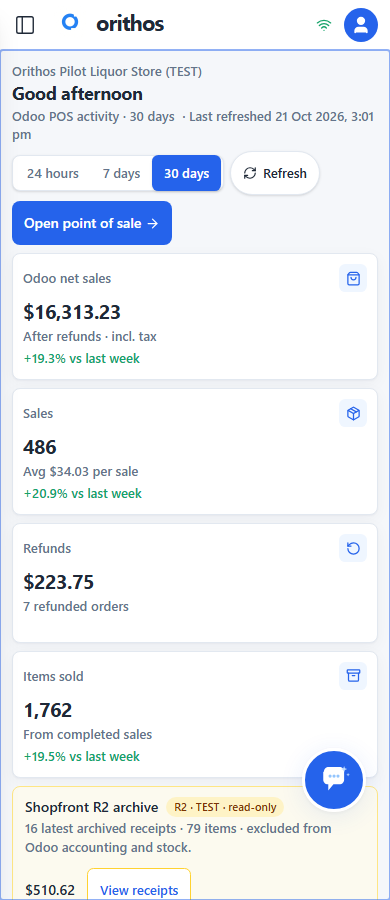 orithos
Orithos Pilot Liquor Store (TEST)
Good afternoon
Odoo POS activity · 30 days · Last refreshed 21 Oct 2026, 3:01
pm
24 hours 7 days 30 days Refresh
Open point of sale →
Odoo net sales
$16,313.23
After refunds · incl. tax
+19.3% vs last week
Sales
486
Avg $34.03 per sale
+20.9% vs last week
Refunds
$223.75
7 refunded orders
Items sold
1,762
From completed sales
+19.5% vs last week
Shopfront R2 archive R2 · TEST · read-only
16 latest archived receipts · 79 items · excluded from
Odoo accounting and stock.
$510.62 View receipts